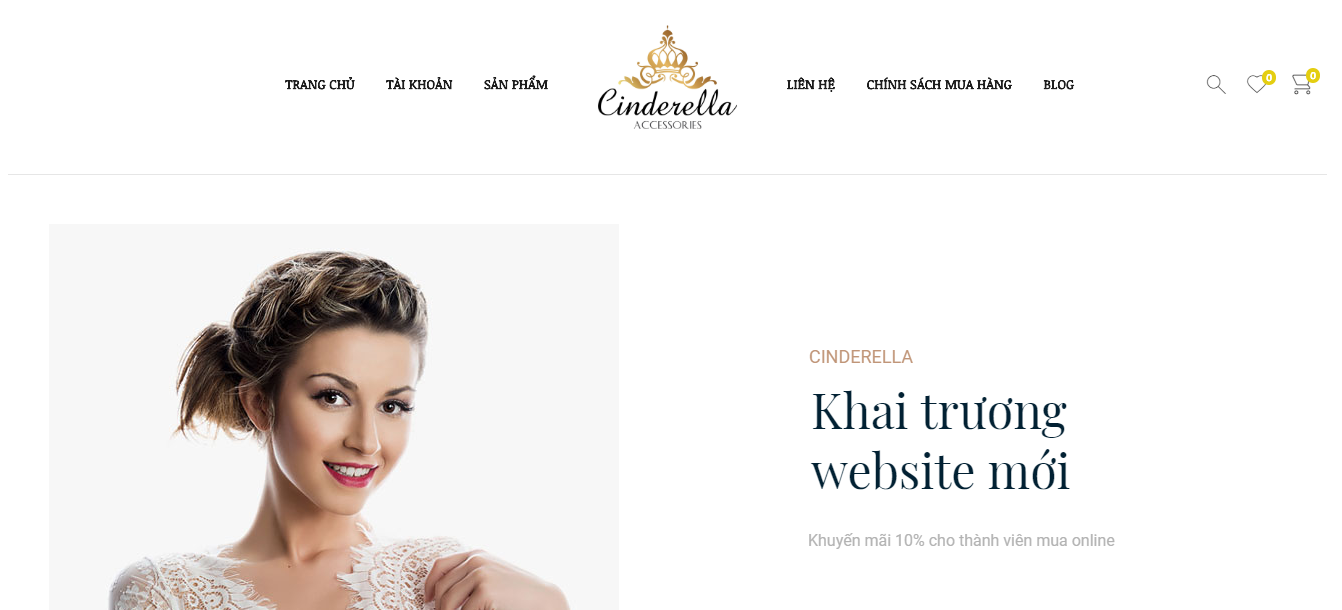 TRANG CHỦ TÀI KHOẢN SẢN PHẨM
Cinderella
ACCESSORIES
LIÊN HỆ CHÍNH SÁCH MUA HÀNG BLOG
0 0
CINDERELLA
Khai trương
website mới
Khuyến mãi 10% cho thành viên mua online